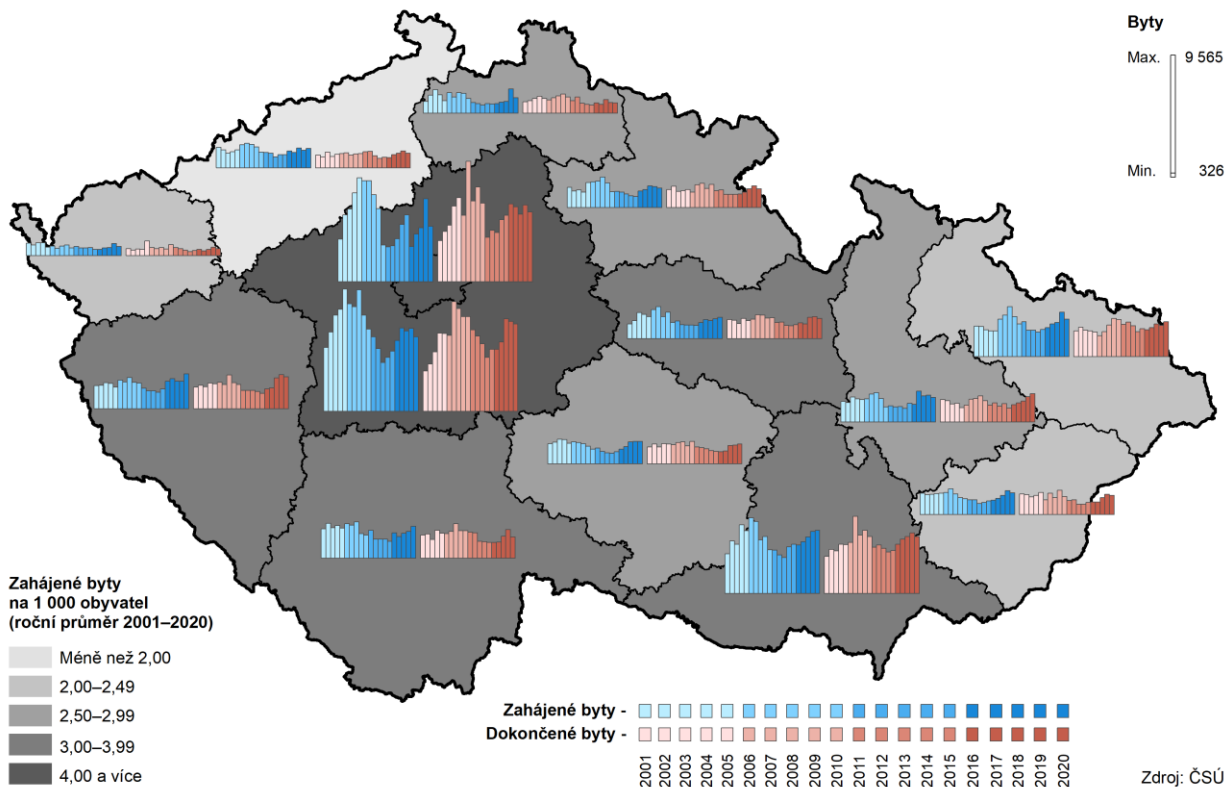 Byty
Max. 9 565
Min. 326
Zahájené byty
na 1 000 obyvatel
(roční průměr 2001–2020)
Méně než 2,00
2,00–2,49
2,50–2,99
3,00–3,99
4,00 a více
Zahájené byty -
Dokončené byty -
2001 2002 2003 2004 2005 2006 2007 2008 2009 2010 2011 2012 2013 2014 2015 2016 2017 2018 2019 2020
Zdroj: ČSÚ